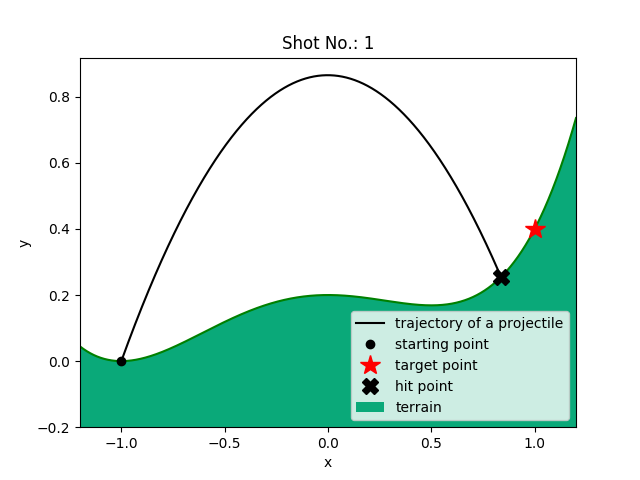 Shot No.: 1
y
0.8
0.6
0.4
0.2
0.0
−0.2
−1.0
−0.5
0.0
0.5
1.0
x
trajectory of a projectile
starting point
target point
hit point
terrain